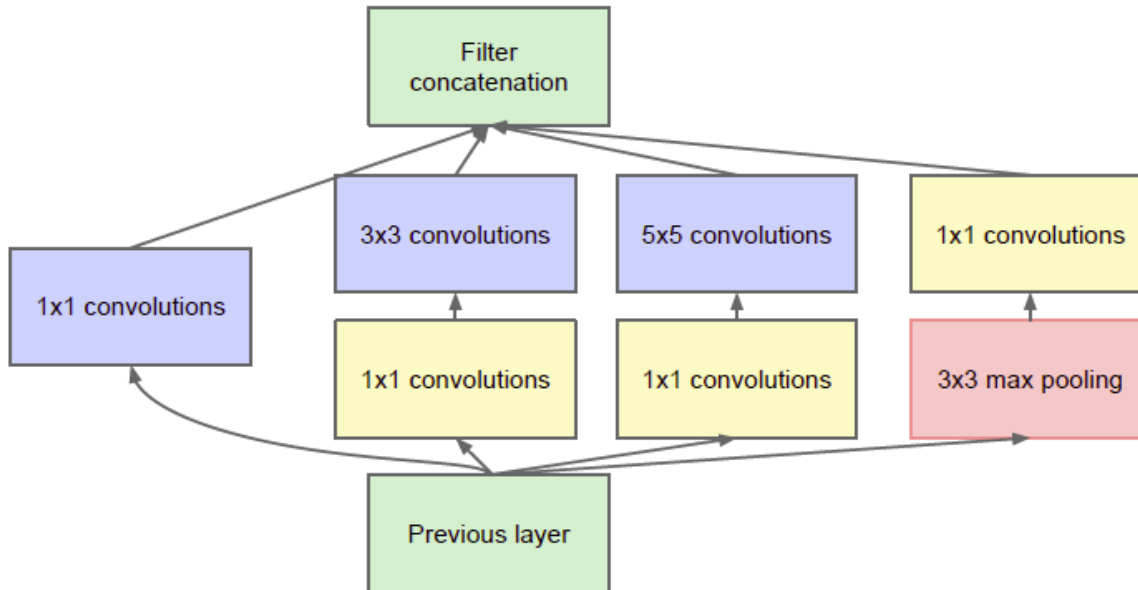 Filter
concatenation
3x3 convolutions
5x5 convolutions
1x1 convolutions
1x1 convolutions
1x1 convolutions
1x1 convolutions
3x3 max pooling
Previous layer